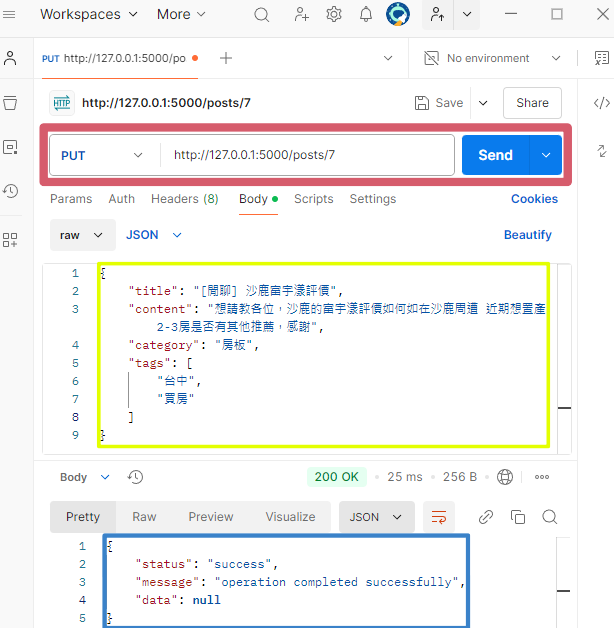 Workspaces More
PUT http://127.0.0.1:5000/po No environment
HTTP http://127.0.0.1:5000/posts/7 Save Share
PUT http://127.0.0.1:5000/posts/7 Send
Params Auth Headers (8) Body Scripts Settings Cookies
raw JSON Beautify
1 {
2 "title": "[閒聊] 沙鹿富宇漾評價",
3 "content": "想請教各位，沙鹿的富宇漾評價如何如在沙鹿周邊 近期想置產
2-3房是否有其他推薦，感謝",
4 "category": "房板",
5 "tags": [
6 "台中",
7 "買房"
8 ]
9 }
Body 200 OK 25 ms 256 B
Pretty Raw Preview Visualize JSON
1 {
2 "status": "success",
3 "message": "operation completed successfully",
4 "data": null
5 }